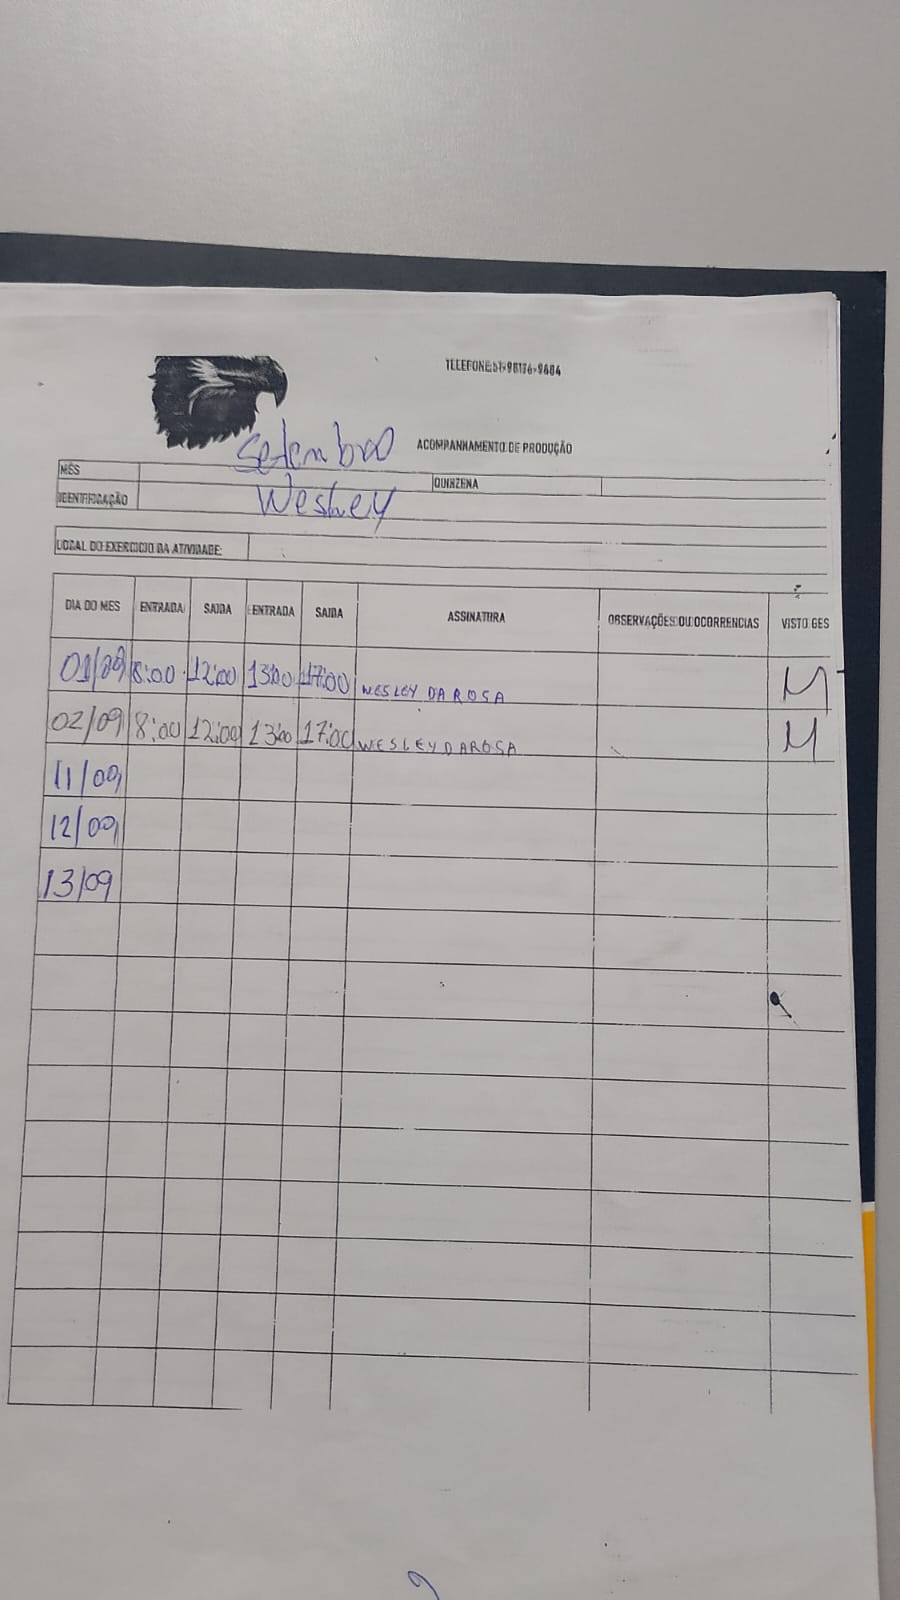 TELEFONE:51-98176-9684
ACOMPANHAMENTO DE PRODUÇÃO
MÊS Setembro QUINZENA
IDENTIFICAÇÃO Wesley
LOCAL DO EXERCICIO DA ATIVIDADE:
DIA DO MES ENTRADA SAIDA ENTRADA SAIDA ASSINATURA OBSERVAÇÕES OU OCORRENCIAS VISTO GES
01/09 8:00 12:00 13:00 17:00 WESLEY DA ROSA M
02/09 8:00 12:00 13:00 17:00 WESLEY DA ROSA M
11/09
12/09
13/09